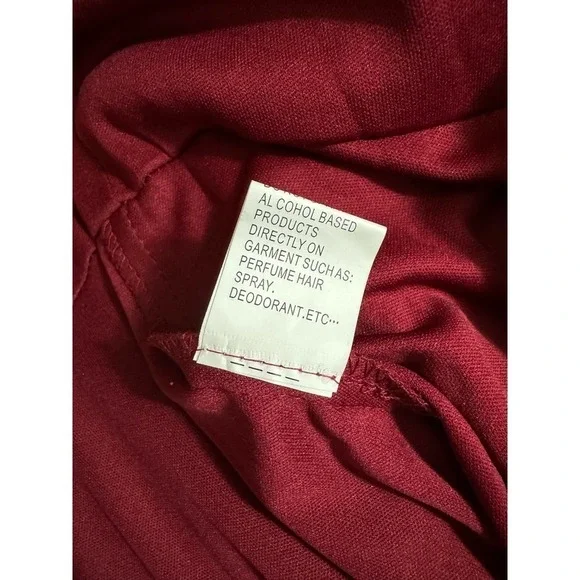 AL COHOL BASED
PRODUCTS
DIRECTLY ON
GARMENT SUCH AS:
PERFUME HAIR
SPRAY.
DEODORANT.ETC···